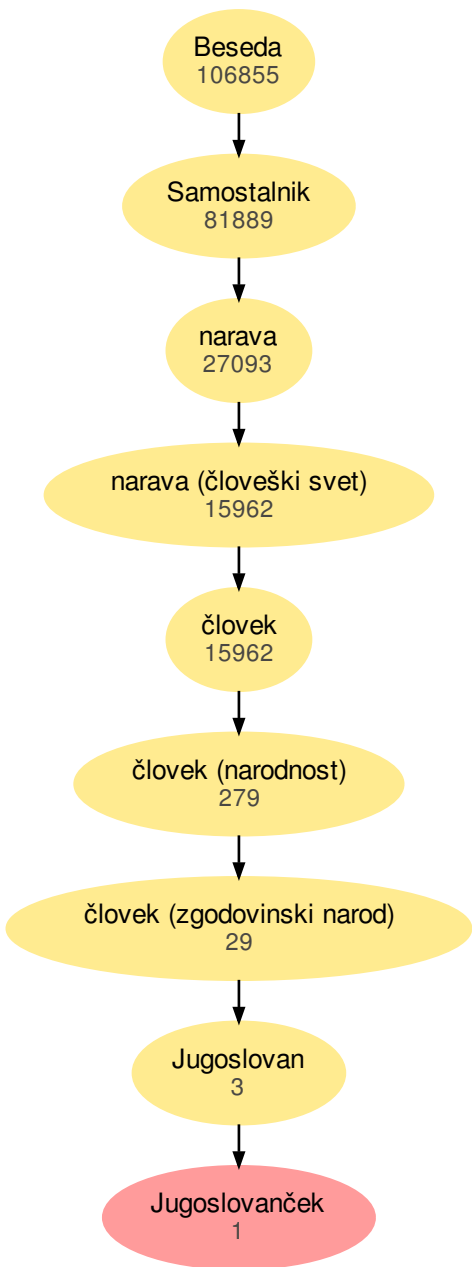 Beseda
106855
Samostalnik
81889
narava
27093
narava (človeški svet)
15962
človek
15962
človek (narodnost)
279
človek (zgodovinski narod)
29
Jugoslovan
3
Jugoslovanček
1